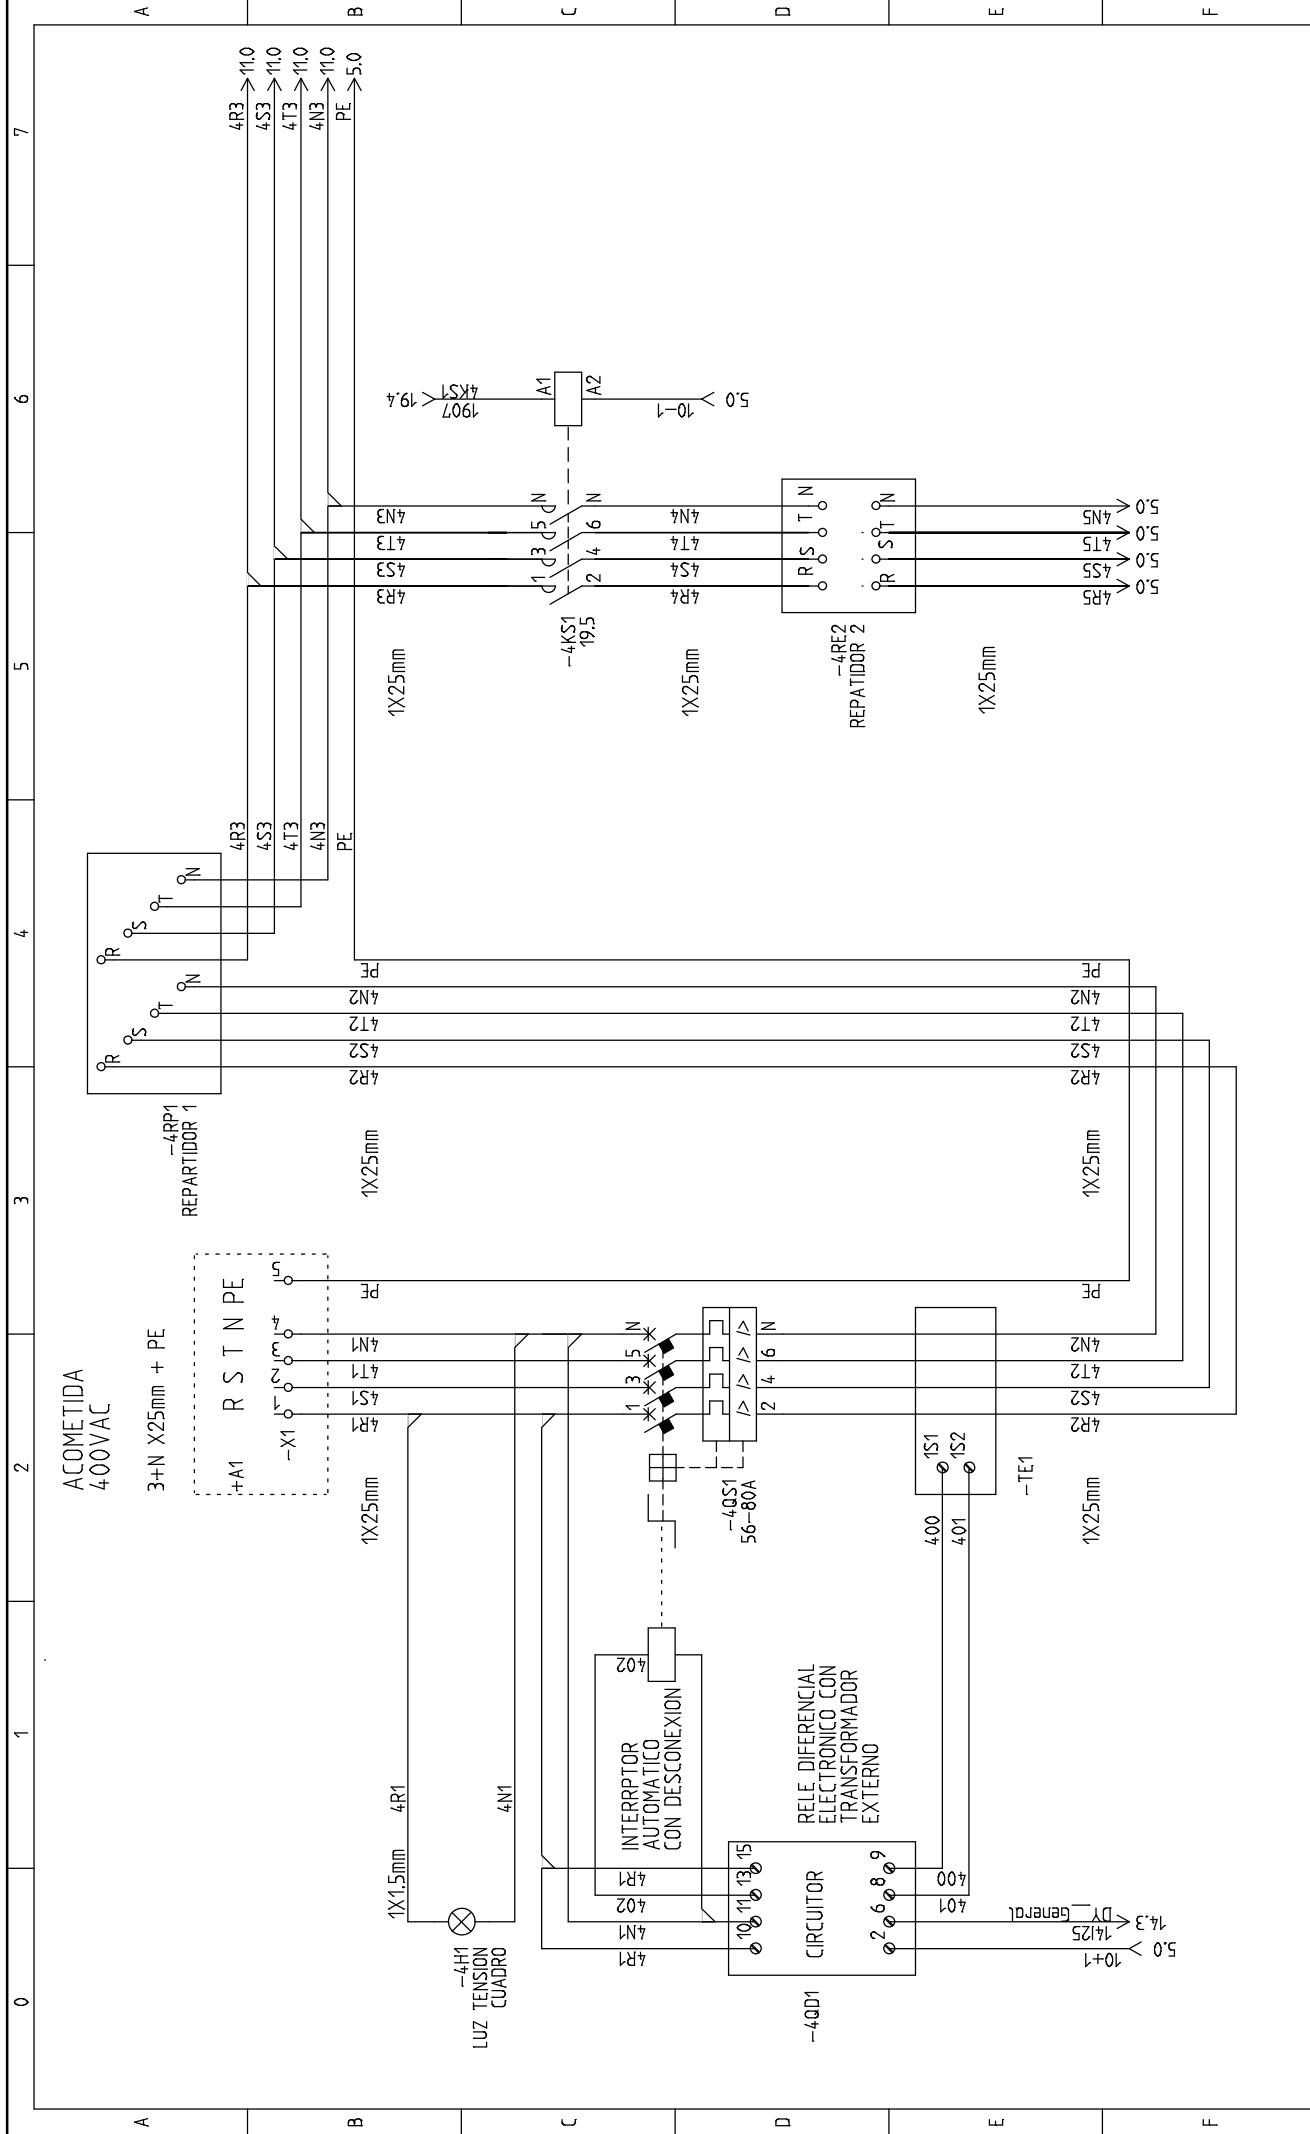 0
1
2
3
4
5
6
7
A
B
C
D
E
F
A
B
C
D
E
F
ACOMETIDA
400VAC
3+N X25mm + PE
+A1
R S T N PE
-X1
1
2
3
4
5
4R1
4S1
4T1
4N1
PE
1X25mm
1X1.5mm
4R1
4N1
-4H1
LUZ TENSION
CUADRO
INTERRPTOR
AUTOMATICO
CON DESCONEXION
402
1
3
5
N
2
4
6
N
I>
I>
I>
I>
-4QS1
56-80A
4R1
4N1
402
4R1
10
11
13
15
CIRCUITOR
-4QD1
2
6
8
9
RELE DIFERENCIAL
ELECTRONICO CON
TRANSFORMADOR
EXTERNO
10+1
5.0
14I25
DY__General
14.3
401
400
400
401
1S1
1S2
-TE1
1X25mm
4R2
4S2
4T2
4N2
-4RP1
REPARTIDOR 1
R
S
T
N
R
S
T
N
1X25mm
4R2
4S2
4T2
4N2
PE
1X25mm
4R2
4S2
4T2
4N2
PE
4R3
4S3
4T3
4N3
PE
4R3
4S3
4T3
4N3
PE
11.0
11.0
11.0
11.0
5.0
1X25mm
4R3
4S3
4T3
4N3
1
3
5
N
2
4
6
N
-4KS1
19.5
19.4
1907
4KS1
A1
A2
10-1
5.0
1X25mm
4R4
4S4
4T4
4N4
R
S
T
N
R
S
T
N
-4RE2
REPATIDOR 2
1X25mm
4R5
4S5
4T5
4N5
5.0
5.0
5.0
5.0